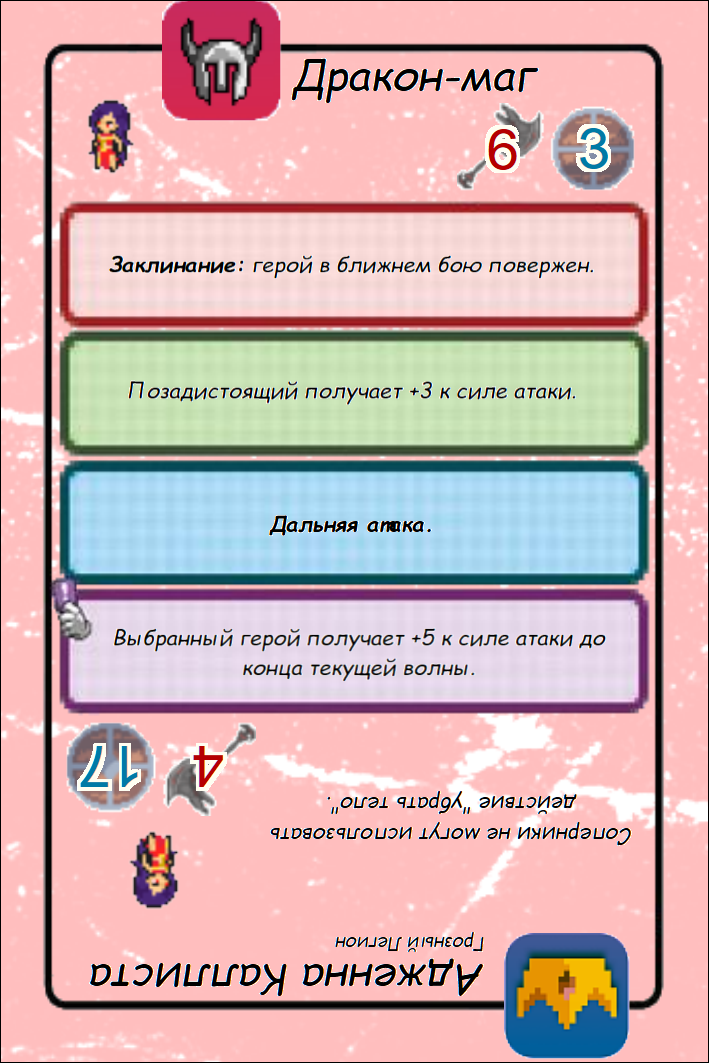 Дракон-маг
6 3
Заклинание: герой в ближнем бою повержен.
Позадистоящий получает +3 к силе атаки.
Дальняя атака.
Выбранный герой получает +5 к силе атаки до
конца текущей волны.
Адженна Каллиста
Грозный Легион
Соперники не могут использовать
действие "убрать тело".
4 17